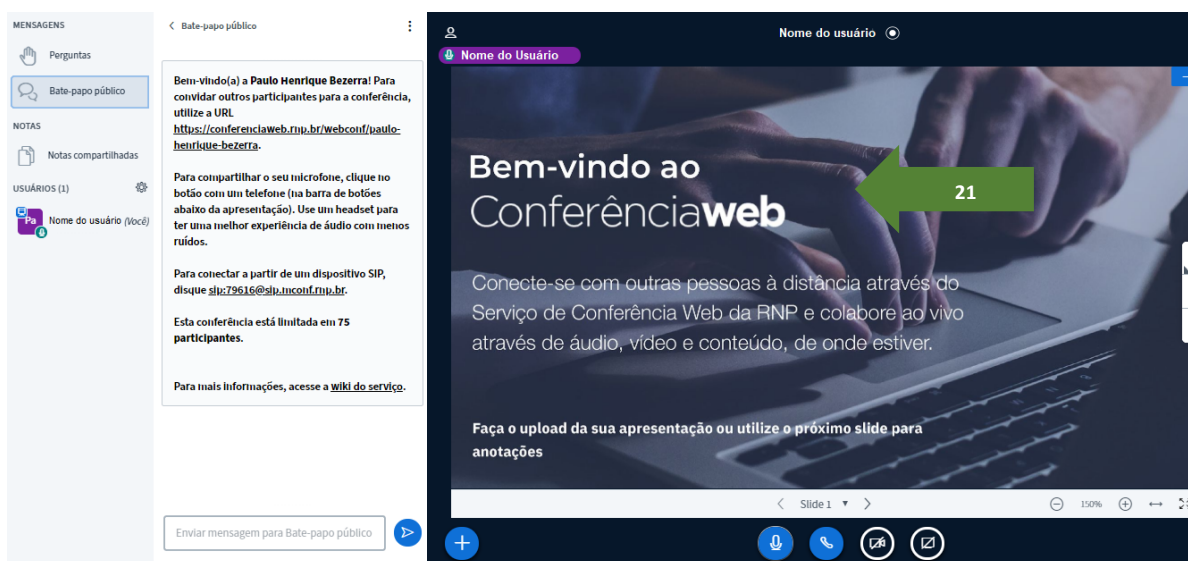 MENSAGENS
Perguntas
Bate-papo público
NOTAS
Notas compartilhadas
USUÁRIOS (1)
Pa
Nome do usuário (Você)
Bate-papo público
Bem-vindo(a) a Paulo Henrique Bezerra! Para
convidar outros participantes para a conferência,
utilize a URL
https://conferenciaweb.rnp.br/webconf/paulo-
henrique-bezerra.
Para compartilhar o seu microfone, clique no
botão com um telefone (na barra de botões
abaixo da apresentação). Use um headset para
ter uma melhor experiência de áudio com menos
ruídos.
Para conectar a partir de um dispositivo SIP,
disque sip:79616@sip.mconf.rnp.br.
Esta conferência está limitada em 75
participantes.
Para mais informações, acesse a wiki do serviço.
Enviar mensagem para Bate-papo público
Nome do usuário
Nome do Usuário
Bem-vindo ao
Conferênciaweb
21
Conecte-se com outras pessoas à distância através do
Serviço de Conferência Web da RNP e colabore ao vivo
através de áudio, vídeo e conteúdo, de onde estiver.
Faça o upload da sua apresentação ou utilize o próximo slide para
anotações
Slide 1
150%